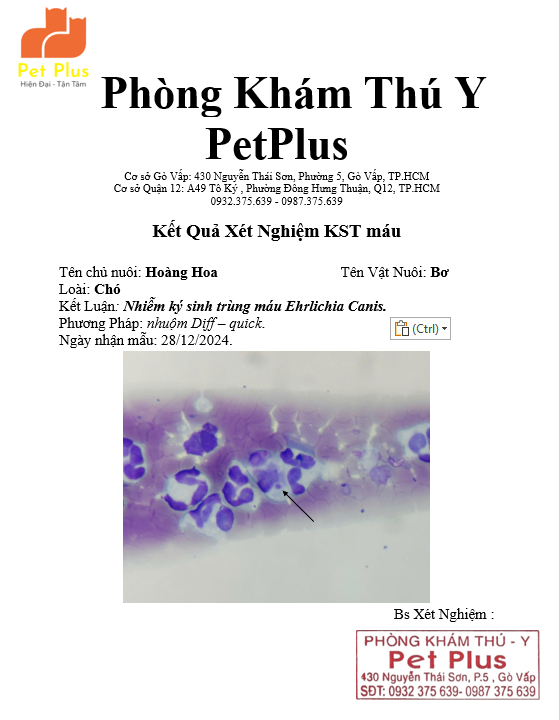 Pet Plus
Hiện Đại - Tận Tâm
Phòng Khám Thú Y
PetPlus
Cơ sở Gò Vấp: 430 Nguyễn Thái Sơn, Phường 5, Gò Vấp, TP.HCM
Cơ sở Quận 12: A49 Tô Ký , Phường Đông Hưng Thuận, Q12, TP.HCM
0932.375.639 - 0987.375.639
Kết Quả Xét Nghiệm KST máu
Tên chủ nuôi: Hoàng Hoa Tên Vật Nuôi: Bơ
Loài: Chó
Kết Luận: Nhiễm ký sinh trùng máu Ehrlichia Canis.
Phương Pháp: nhuộm Diff – quick.
(Ctrl)
Ngày nhận mẫu: 28/12/2024.
Bs Xét Nghiệm :
PHÒNG KHÁM THÚ - Y
Pet Plus
430 Nguyễn Thái Sơn, P.5 , Gò Vấp
SĐT: 0932 375 639- 0987 375 639